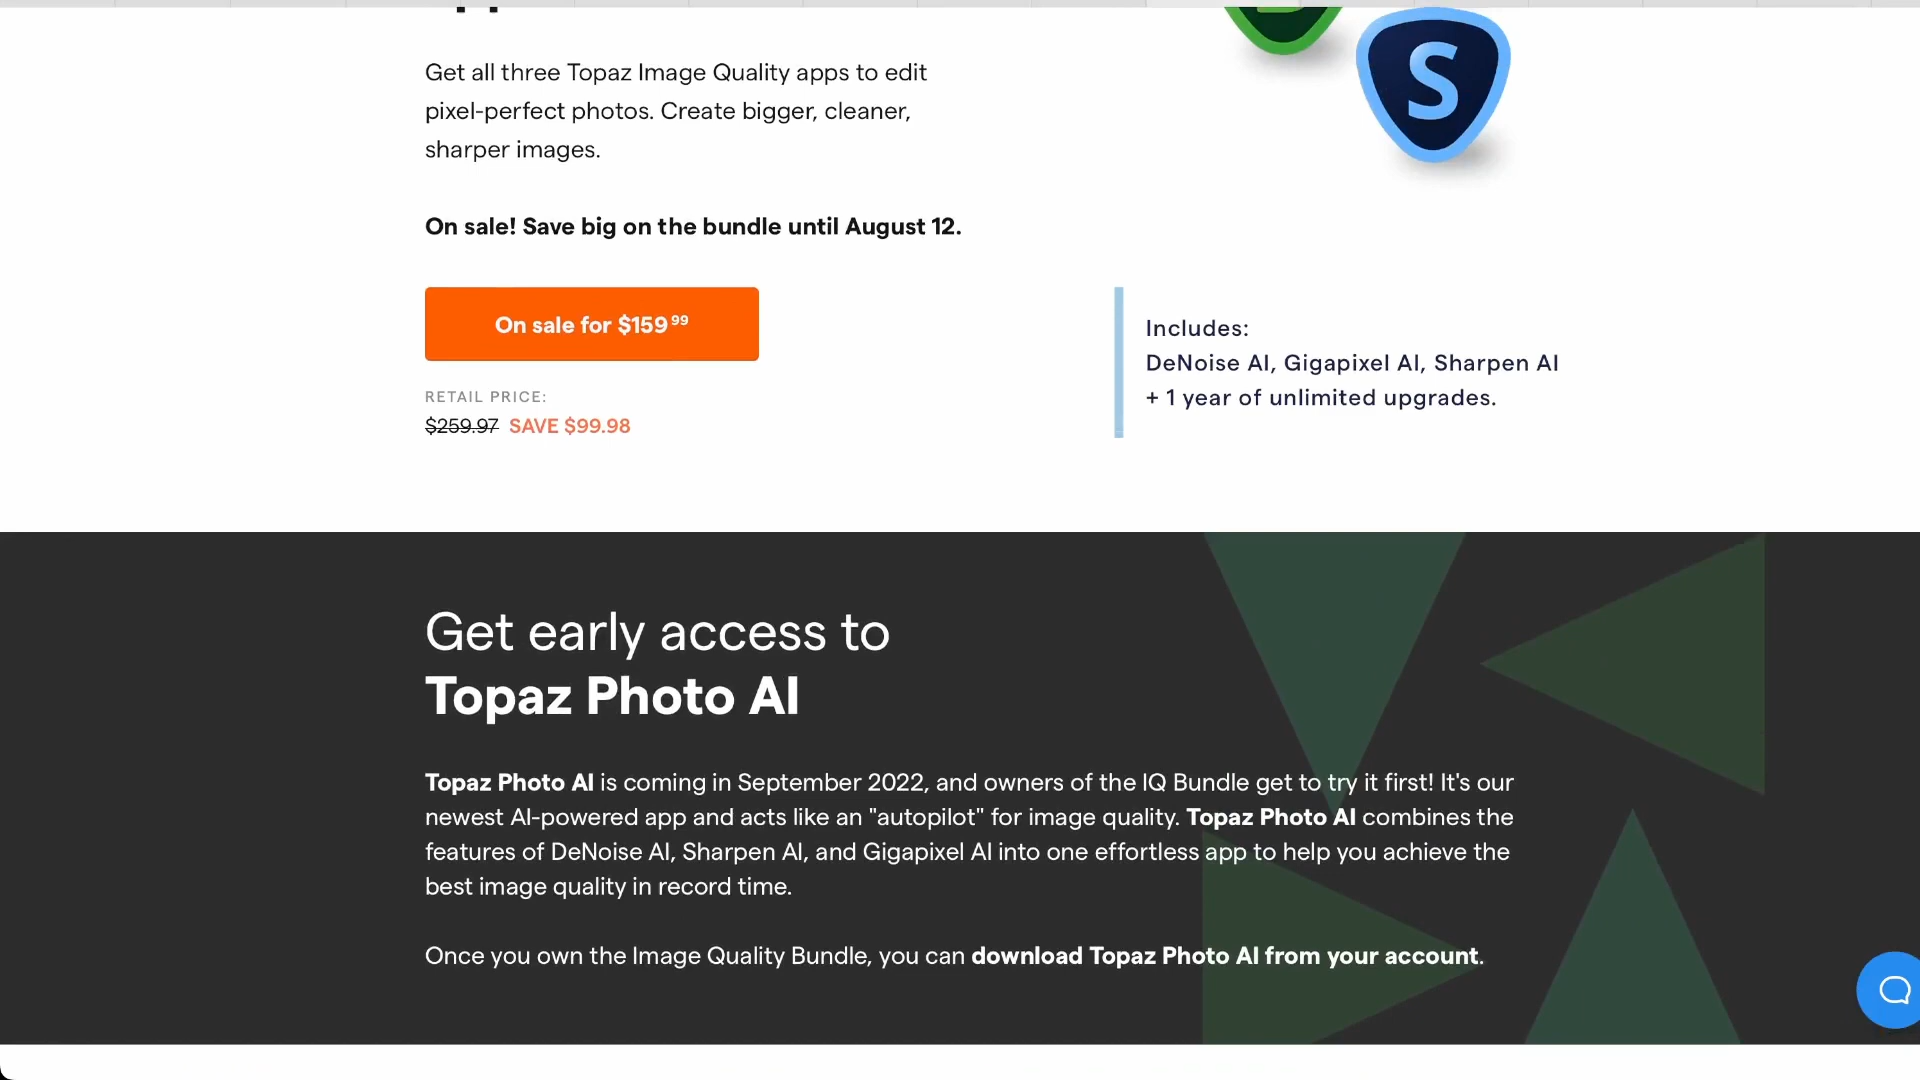 Get all three Topaz Image Quality apps to edit
pixel-perfect photos. Create bigger, cleaner,
sharper images.
S
On sale! Save big on the bundle until August 12.
On sale for $159 99
RETAIL PRICE:
$259.97 SAVE $99.98
Includes:
DeNoise AI, Gigapixel AI, Sharpen AI
+ 1 year of unlimited upgrades.
Get early access to
Topaz Photo AI
Topaz Photo AI is coming in September 2022, and owners of the IQ Bundle get to try it first! It's our
newest AI-powered app and acts like an "autopilot" for image quality. Topaz Photo AI combines the
features of DeNoise AI, Sharpen AI, and Gigapixel AI into one effortless app to help you achieve the
best image quality in record time.
Once you own the Image Quality Bundle, you can download Topaz Photo AI from your account.